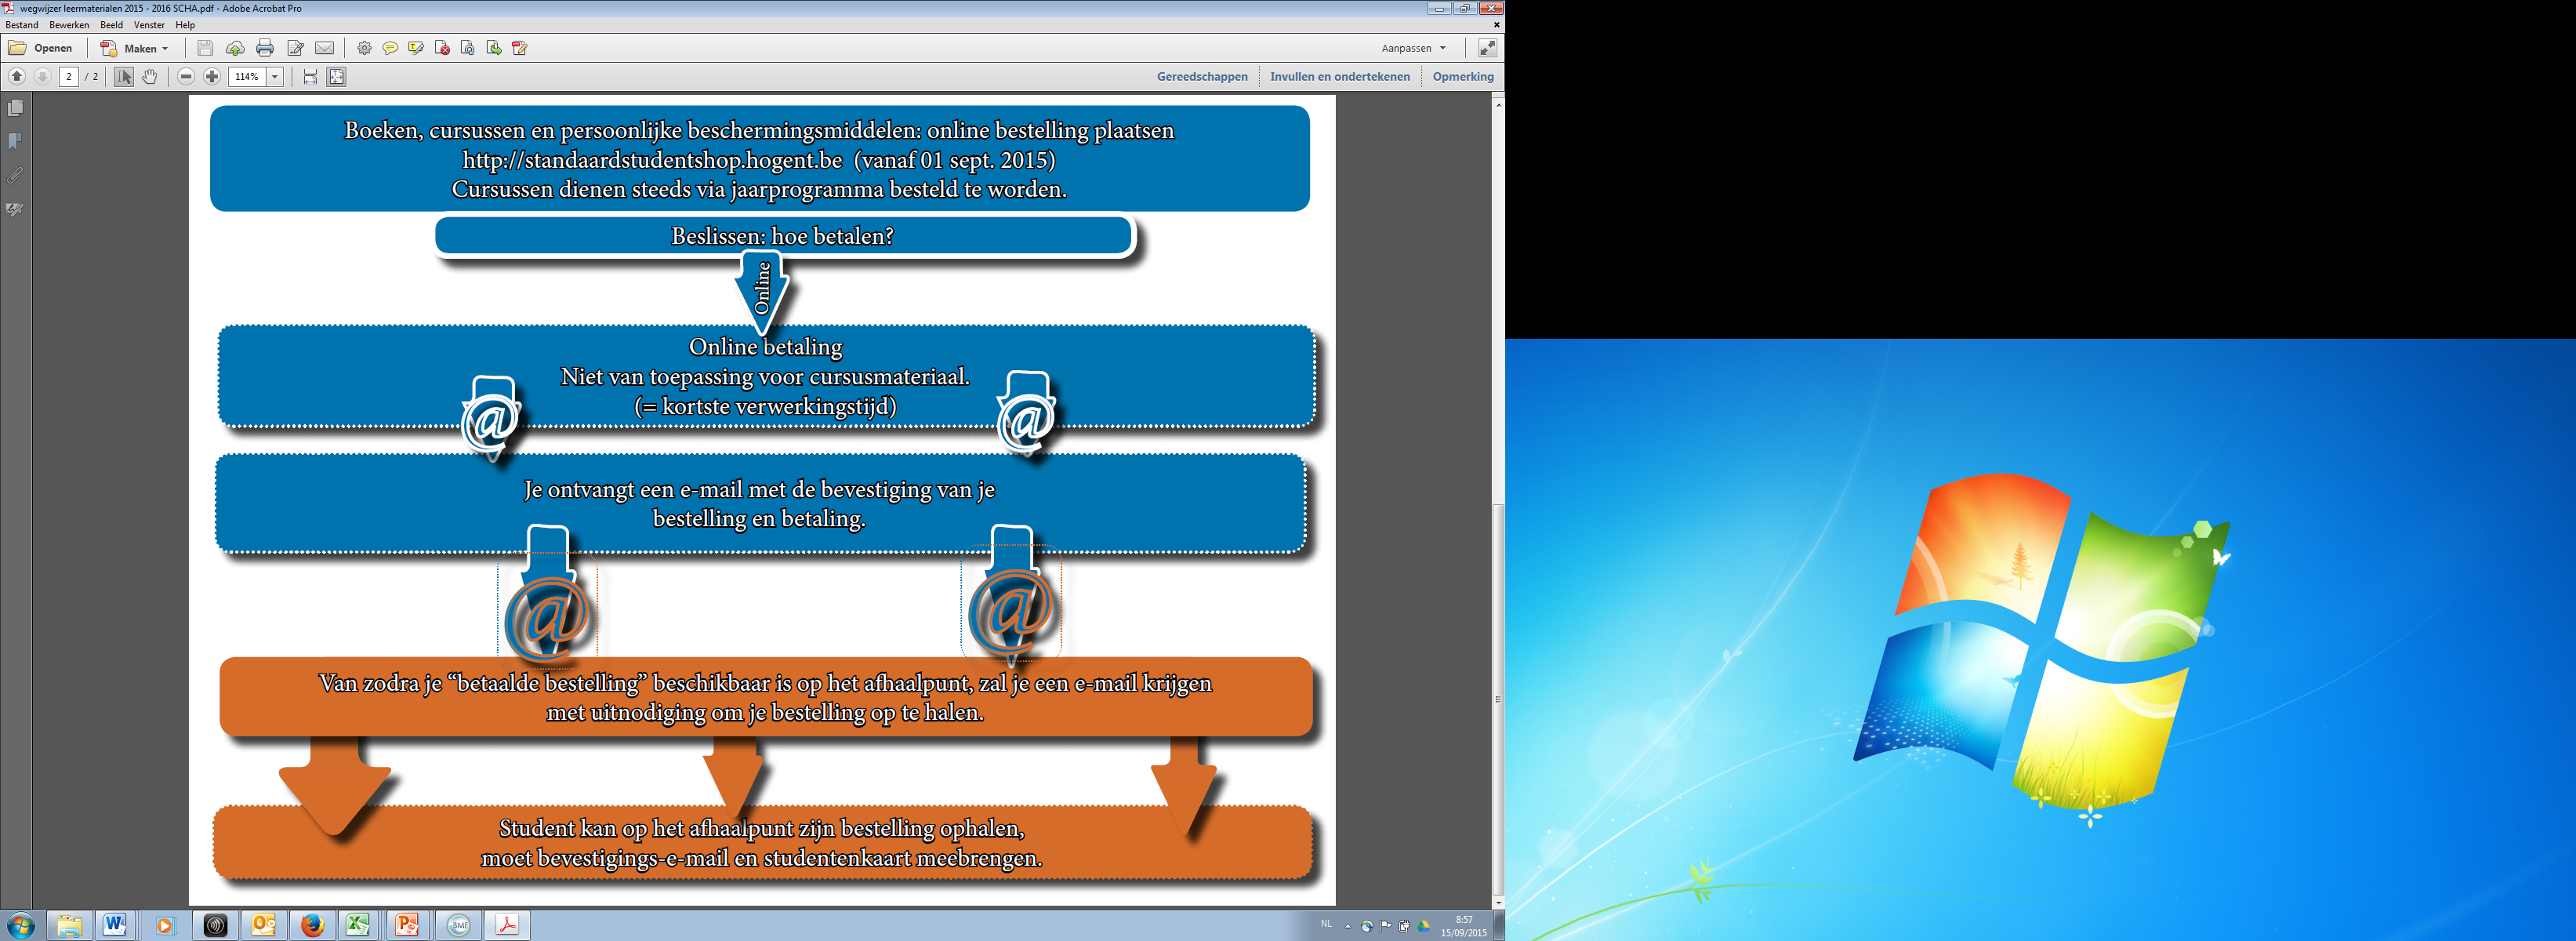 wegwijzer leermaterialen 2015 - 2016 SCHA.pdf - Adobe Acrobat Pro
Bestand Bewerken Beeld Venster Help
Openen Maken Aanpassen
2 / 2 114% Gereedschappen Invullen en ondertekenen Opmerking
Boeken, cursussen en persoonlijke beschermingsmiddelen: online bestelling plaatsen
http://standaardstudentshop.hogent.be (vanaf 01 sept. 2015)
Cursussen dienen steeds via jaarprogramma besteld te worden.
Beslissen: hoe betalen?
Online
Online betaling
Niet van toepassing voor cursusmateriaal.
(= kortste verwerkingstijd)
@ @
Je ontvangt een e-mail met de bevestiging van je
bestelling en betaling.
@ @
Van zodra je “betaalde bestelling” beschikbaar is op het afhaalpunt, zal je een e-mail krijgen
met uitnodiging om je bestelling op te halen.
Student kan op het afhaalpunt zijn bestelling ophalen,
moet bevestigings-e-mail en studentenkaart meebrengen.
BMF
NL 8:57
15/09/2015